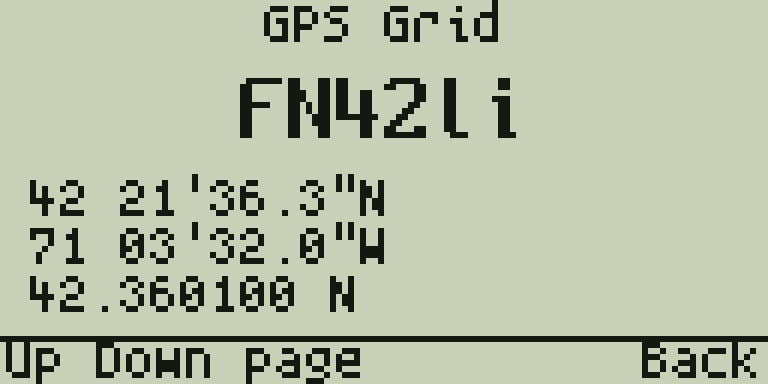 GPS Grid
FN42li
42 21'36.3"N
71 03'32.0"W
42.360100 N
Up Down page Back